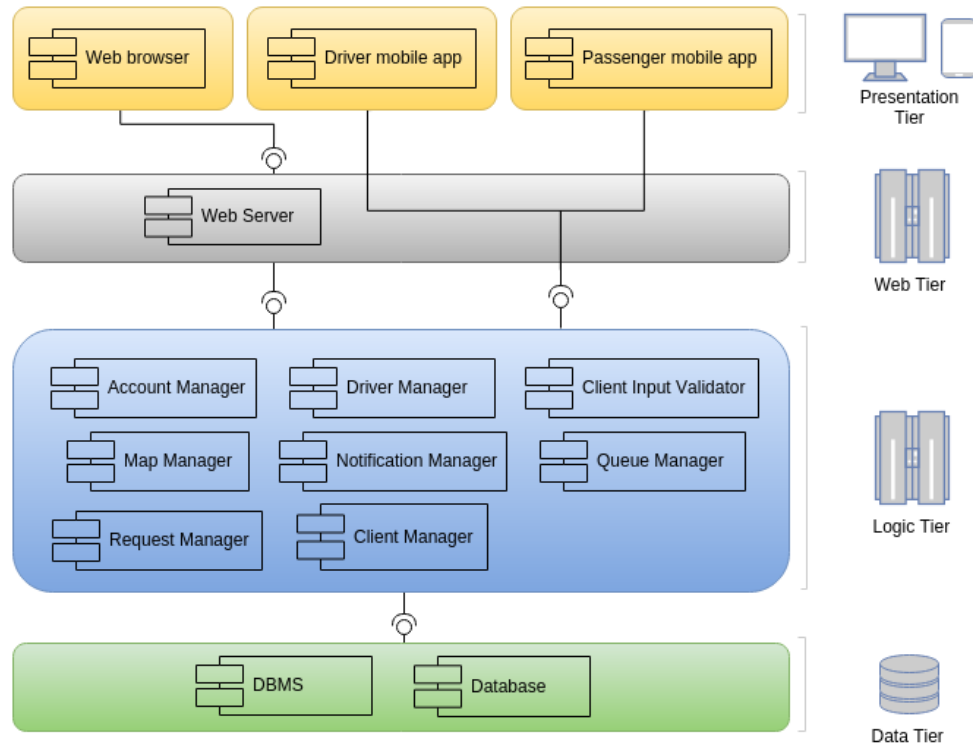 Web browser
Driver mobile app
Passenger mobile app
Presentation
Tier
Web Server
Web Tier
Account Manager
Driver Manager
Client Input Validator
Map Manager
Notification Manager
Queue Manager
Request Manager
Client Manager
Logic Tier
DBMS
Database
Data Tier